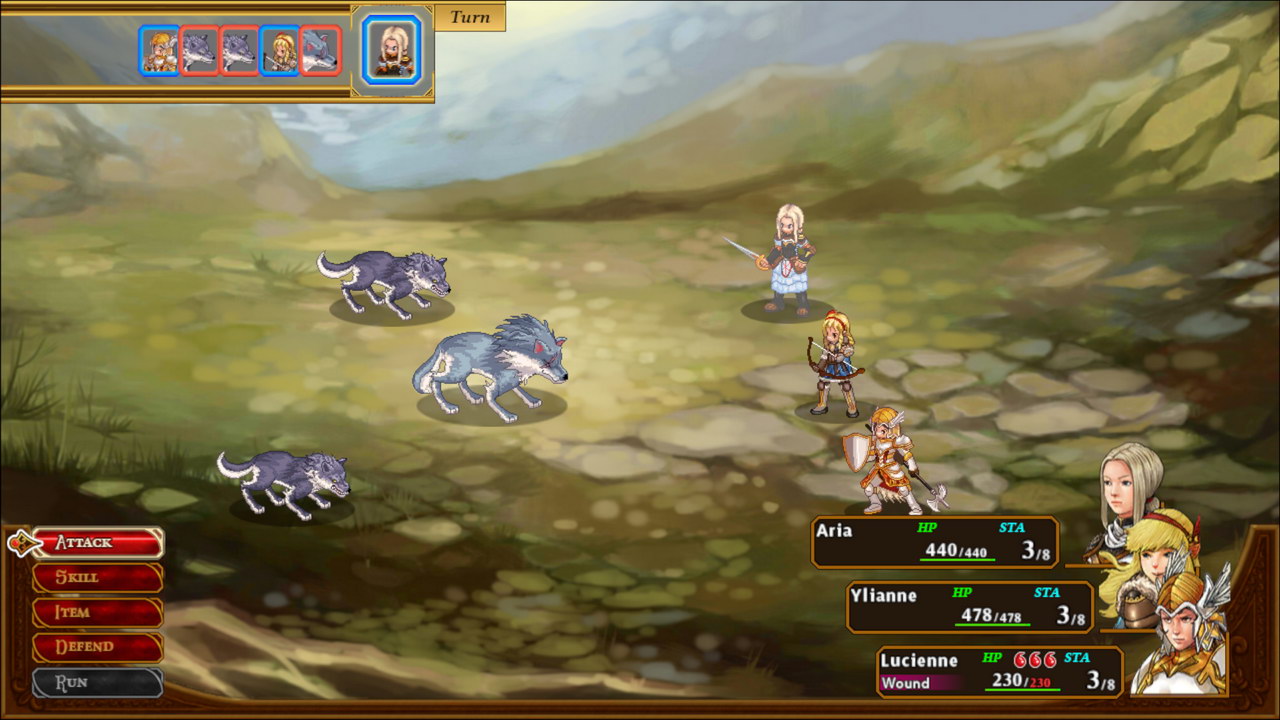 Turn
Attack
Skill
Item
Defend
Run
Aria HP STA
440/440 3/8
Ylianne HP STA
478/478 3/8
Lucienne HP STA
Wound 230/230 3/8